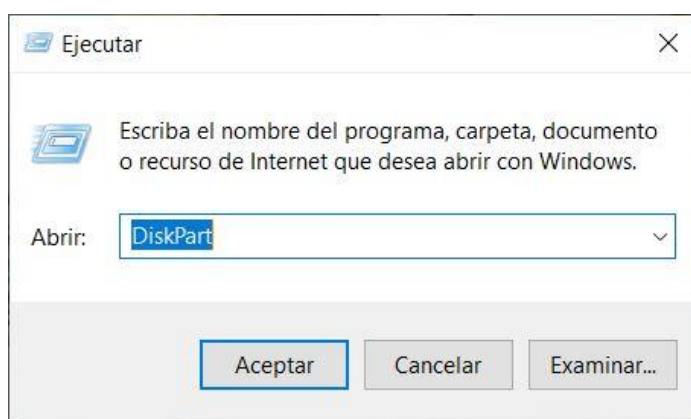 Ejecutar
Escriba el nombre del programa, carpeta, documento
o recurso de Internet que desea abrir con Windows.
Abrir: DiskPart
Aceptar Cancelar Examinar...